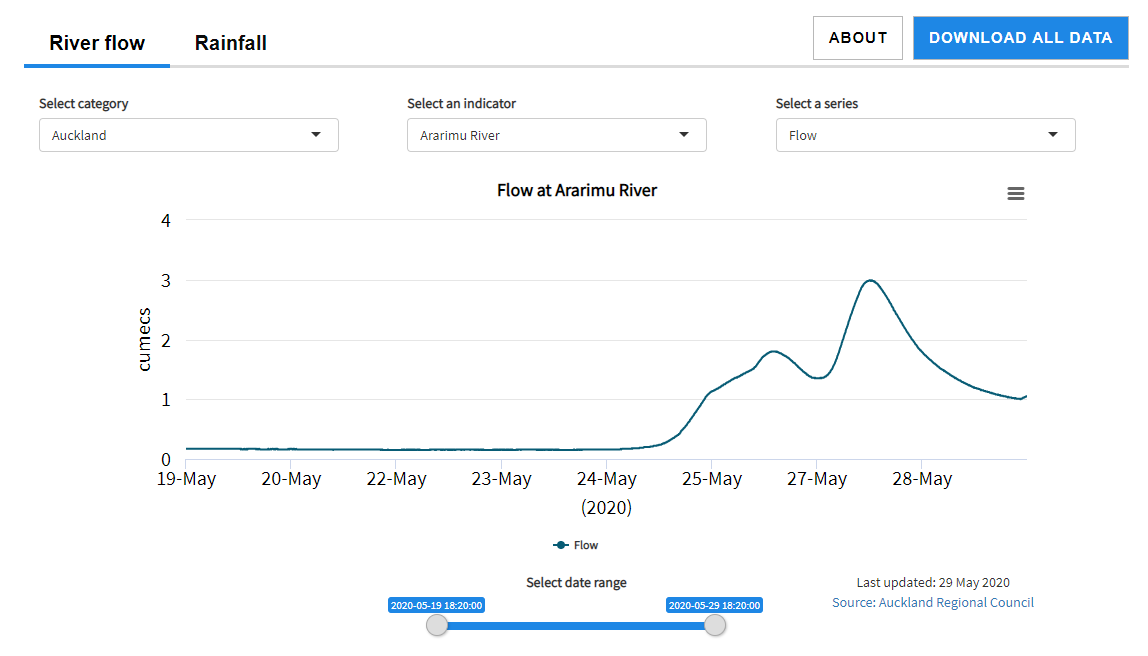 River flow Rainfall ABOUT DOWNLOAD ALL DATA
Select category Select an indicator Select a series
Auckland Ararimu River Flow
Flow at Ararimu River
4
3
2
1
0
cumecs
19-May 20-May 22-May 23-May 24-May 25-May 27-May 28-May
(2020)
Flow
Select date range Last updated: 29 May 2020
2020-05-19 18:20:00 2020-05-29 18:20:00 Source: Auckland Regional Council